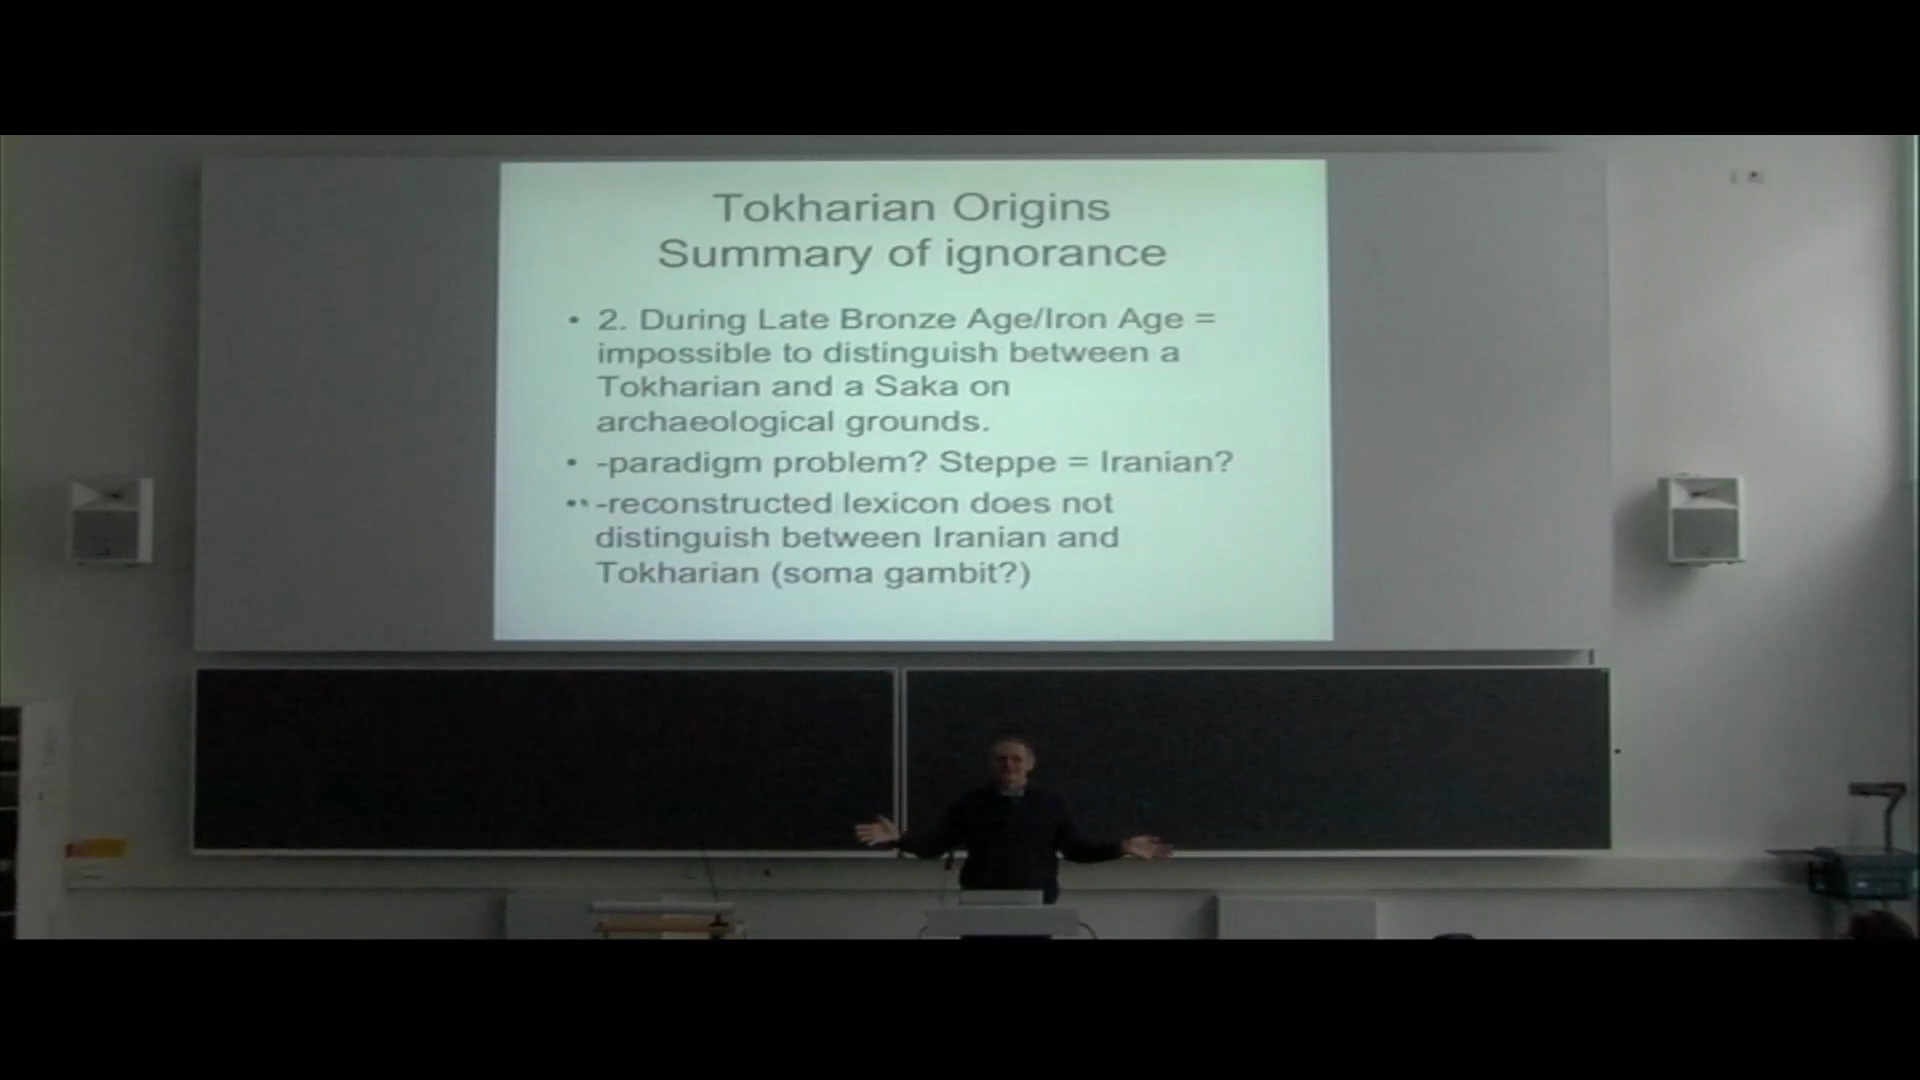 Tokharian Origins
Summary of ignorance
• 2. During Late Bronze Age/Iron Age =
impossible to distinguish between a
Tokharian and a Saka on
archaeological grounds.
• -paradigm problem? Steppe = Iranian?
• -reconstructed lexicon does not
distinguish between Iranian and
Tokharian (soma gambit?)